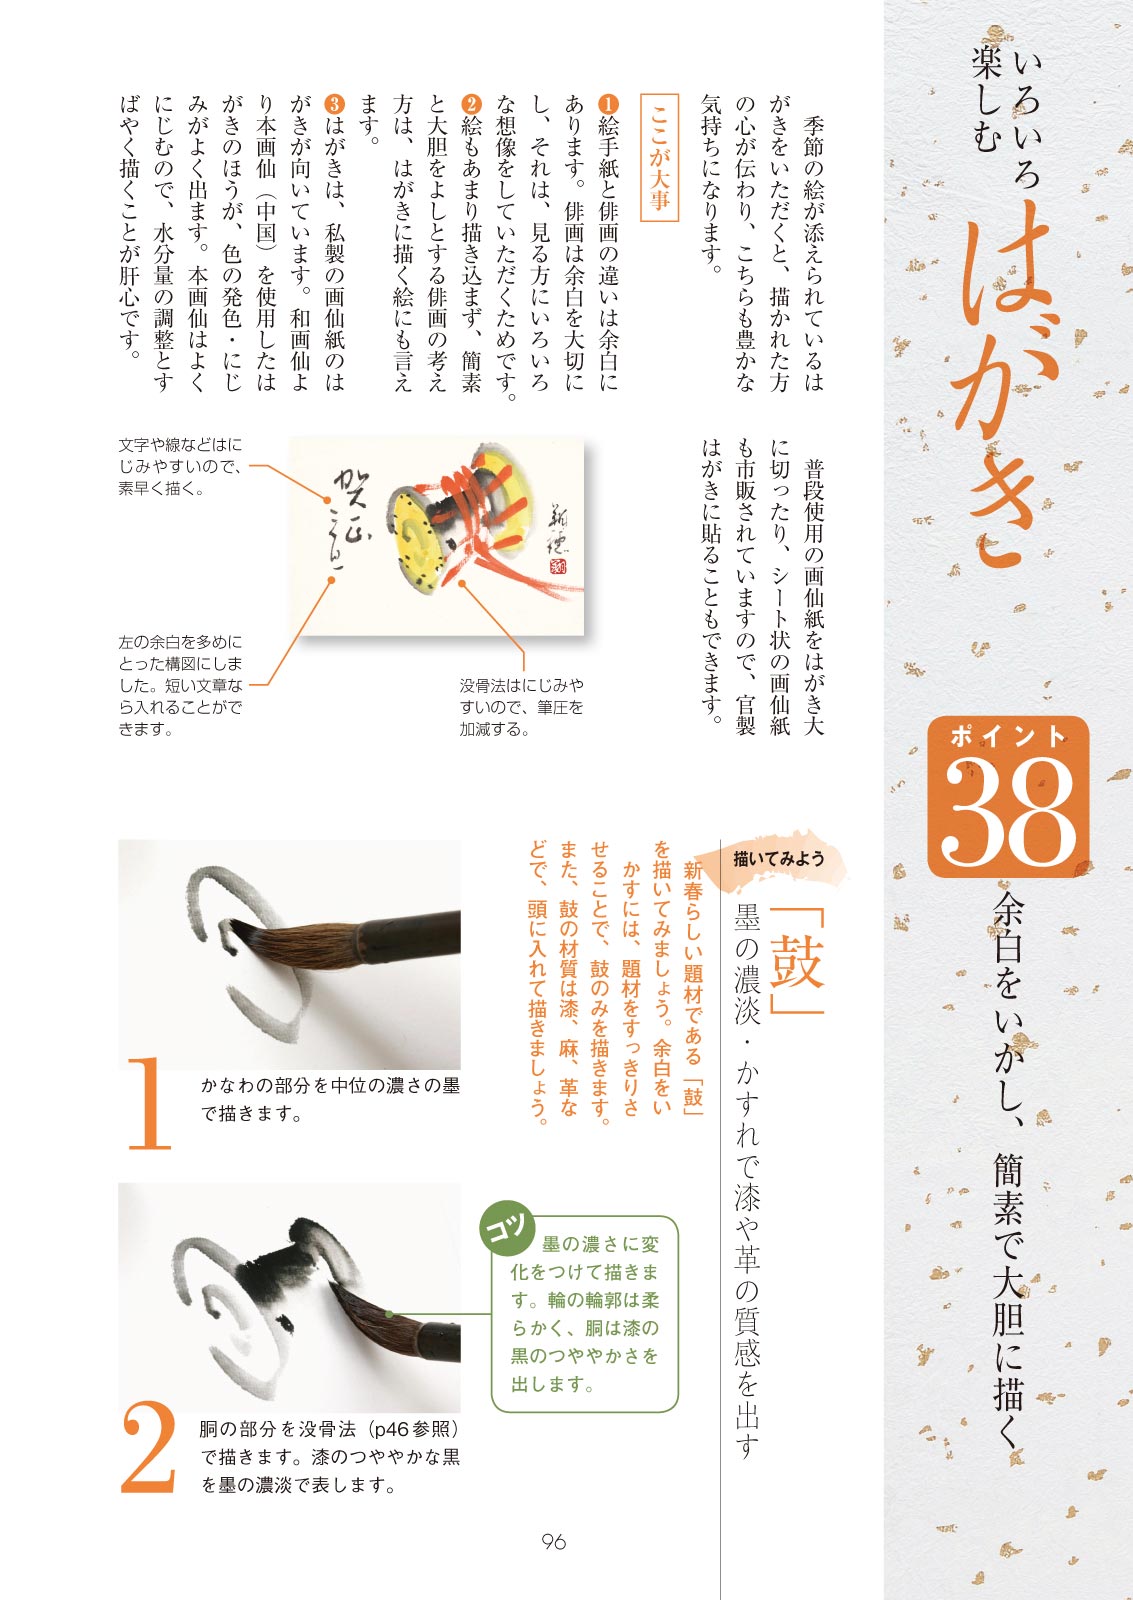 いろいろ
楽しむ
はがき
ポイント
38
余白をいかし、簡素で大胆に描く
季節の絵が添えられているは
がきをいただくと、描かれた方
の心が伝わり、こちらも豊かな
気持ちになります。
ここが大事
1絵手紙と俳画の違いは余白に
あります。俳画は余白を大切に
し、それは、見る方にいろいろ
な想像をしていただくためです。
2絵もあまり描き込まず、簡素
と大胆をよしとする俳画の考え
方は、はがきに描く絵にも言え
ます。
3はがきは、私製の画仙紙のは
がきが向いています。和画仙よ
り本画仙（中国）を使用したは
がきのほうが、色の発色・にじ
みがよく出ます。本画仙はよく
にじむので、水分量の調整とす
ばやく描くことが肝心です。
普段使用の画仙紙をはがき大
に切ったり、シート状の画仙紙
も市販されていますので、官製
はがきに貼ることもできます。
文字や線などはに
じみやすいので、
素早く描く。
左の余白を多めに
とった構図にしま
した。短い文章な
ら入れることがで
きます。
没骨法はにじみや
すいので、筆圧を
加減する。
賀正
描いてみよう
「鼓」
墨の濃淡・かすれで漆や革の質感を出す
新春らしい題材である「鼓」
を描いてみましょう。余白をい
かすには、題材をすっきりさ
せることで、鼓のみを描きます。
また、鼓の材質は漆、麻、革な
どで、頭に入れて描きましょう。
1
かなわの部分を中位の濃さの墨
で描きます。
コツ
墨の濃さに変
化をつけて描きま
す。輪の輪郭は柔
らかく、胴は漆の
黒のつややかさを
出します。
2
胴の部分を没骨法（p46参照）
で描きます。漆のつややかな黒
を墨の濃淡で表します。
96